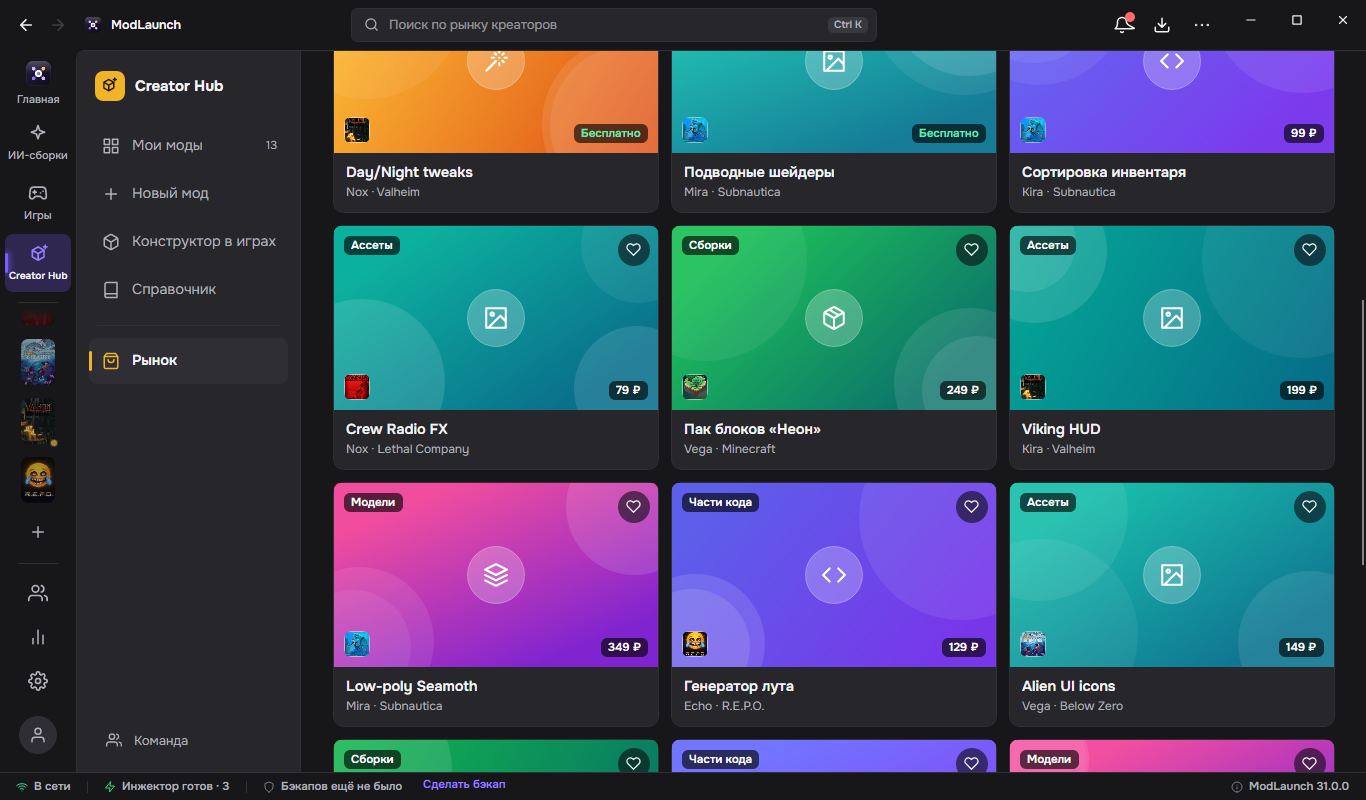 ModLaunch
Поиск по рынку креаторов
Ctrl K
Главная
ИИ-сборки
Игры
Creator Hub
Creator Hub
Мои моды 13
Новый мод
Конструктор в играх
Справочник
Рынок
Команда
Бесплатно
Day/Night tweaks
Nox · Valheim
Бесплатно
Подводные шейдеры
Mira · Subnautica
99 ₽
Сортировка инвентаря
Kira · Subnautica
Ассеты
79 ₽
Crew Radio FX
Nox · Lethal Company
Сборки
249 ₽
Пак блоков «Неон»
Vega · Minecraft
Ассеты
199 ₽
Viking HUD
Kira · Valheim
Модели
349 ₽
Low-poly Seamoth
Mira · Subnautica
Части кода
129 ₽
Генератор лута
Echo · R.E.P.O.
Ассеты
149 ₽
Alien UI icons
Vega · Below Zero
Сборки
Части кода
Модели
В сети
Инжектор готов · 3
Бэкапов ещё не было
Сделать бэкап
ModLaunch 31.0.0